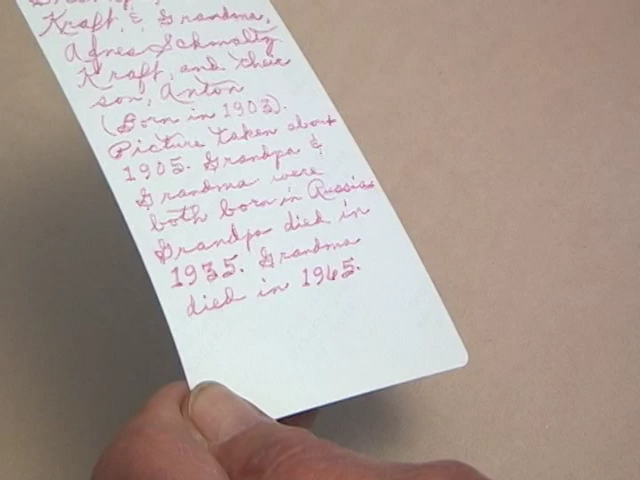 Kraft, & Grandma,
Agnes Schmaltz
Kraft, and their
son, Anton
(Born in 1903).
Picture taken about
1905. Grandpa &
Grandma were
both born in Russia.
Grandpa died in
1935. Grandma
died in 1965.